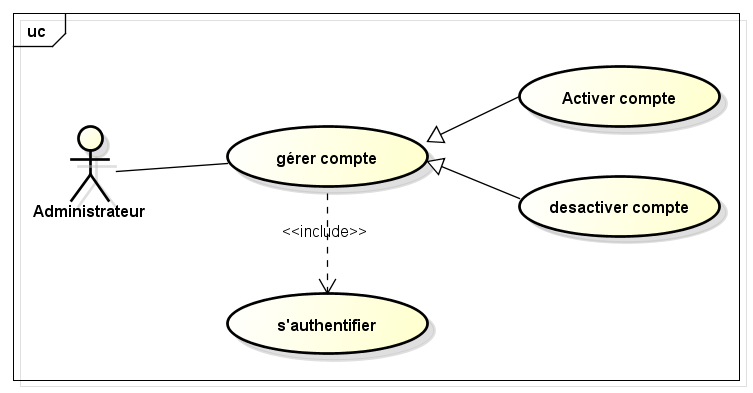 uc
Activer compte
gérer compte
desactiver compte
Administrateur
<<include>>
s'authentifier